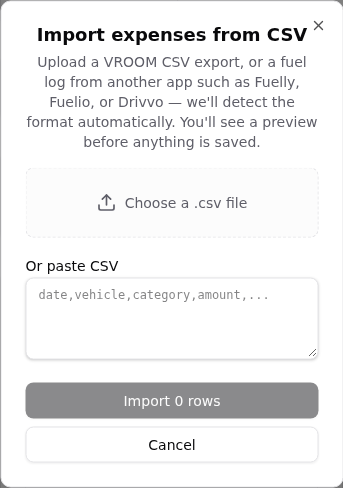 Import expenses from CSV
Upload a VROOM CSV export, or a fuel
log from another app such as Fuelly,
Fuelio, or Drivvo — we'll detect the
format automatically. You'll see a preview
before anything is saved.
Choose a .csv file
Or paste CSV
date,vehicle,category,amount,...
Import 0 rows
Cancel